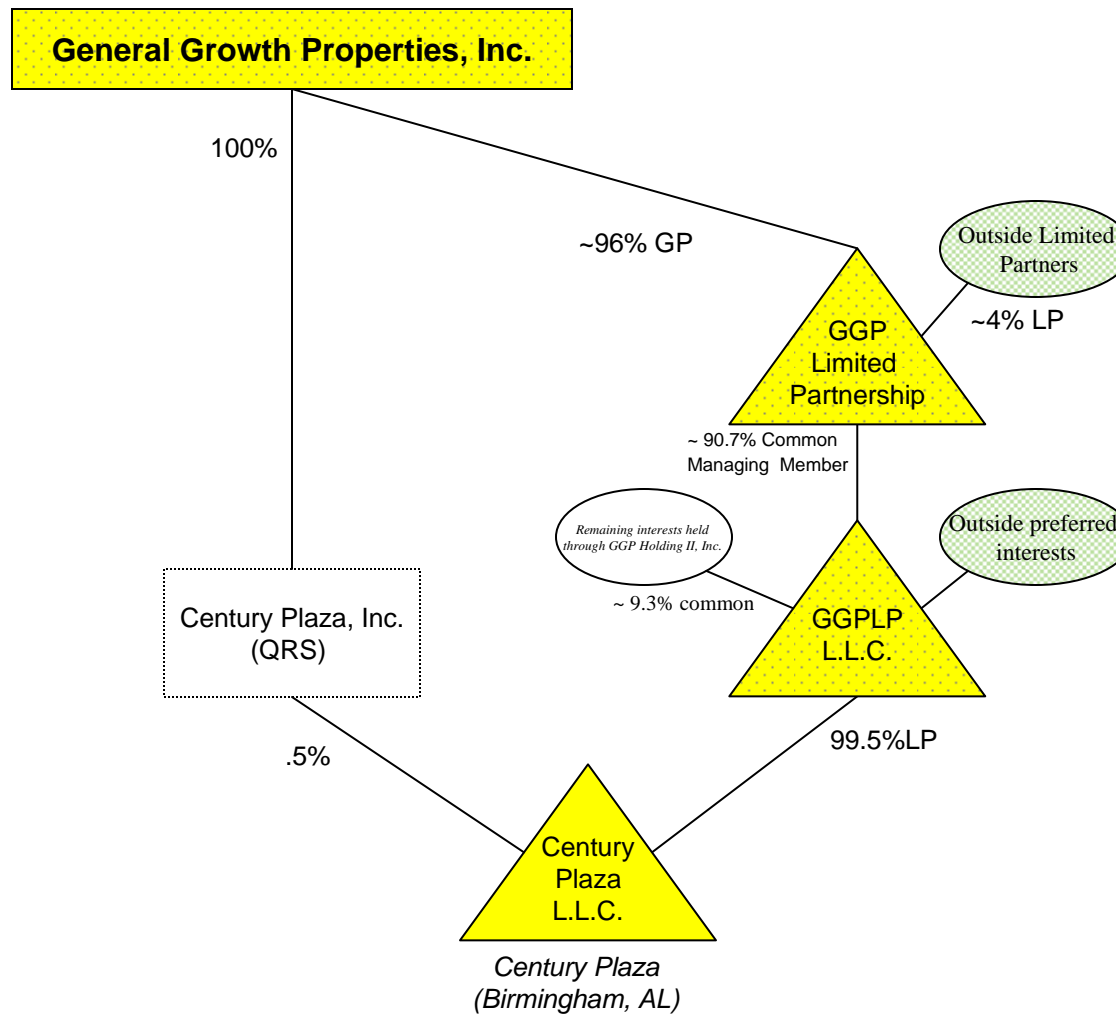 General Growth Properties, Inc.
100%
~96% GP
Outside Limited
Partners
~4% LP
GGP
Limited
Partnership
~ 90.7% Common
Managing Member
Remaining interests held
through GGP Holding II, Inc.
~ 9.3% common
Outside preferred
interests
GGPLP
L.L.C.
Century Plaza, Inc.
(QRS)
.5%
99.5%LP
Century
Plaza
L.L.C.
Century Plaza
(Birmingham, AL)